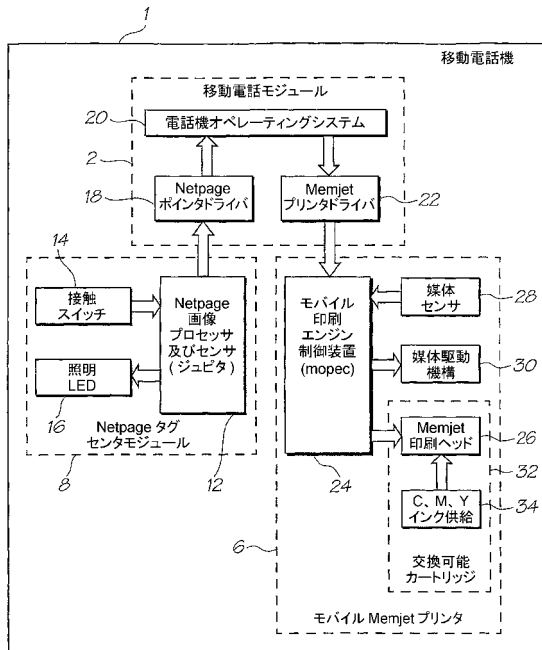 1
移動電話機
移動電話モジュール
20
電話機オペレーティングシステム
2
18
Netpage
ポインタドライバ
Memjet
プリンタドライバ
22
14
接触
スイッチ
Netpage
画像
プロセッサ
及びセンサ
(ジュピタ)
照明
LED
16
Netpage タグ
センタモジュール
8
12
モバイル
印刷
エンジン
制御装置
(mopec)
24
媒体
センサ
28
媒体駆動
機構
30
Memjet
印刷ヘッド
26
32
C、M、Y
インク供給
34
交換可能
カートリッジ
6
モバイル Memjet プリンタ